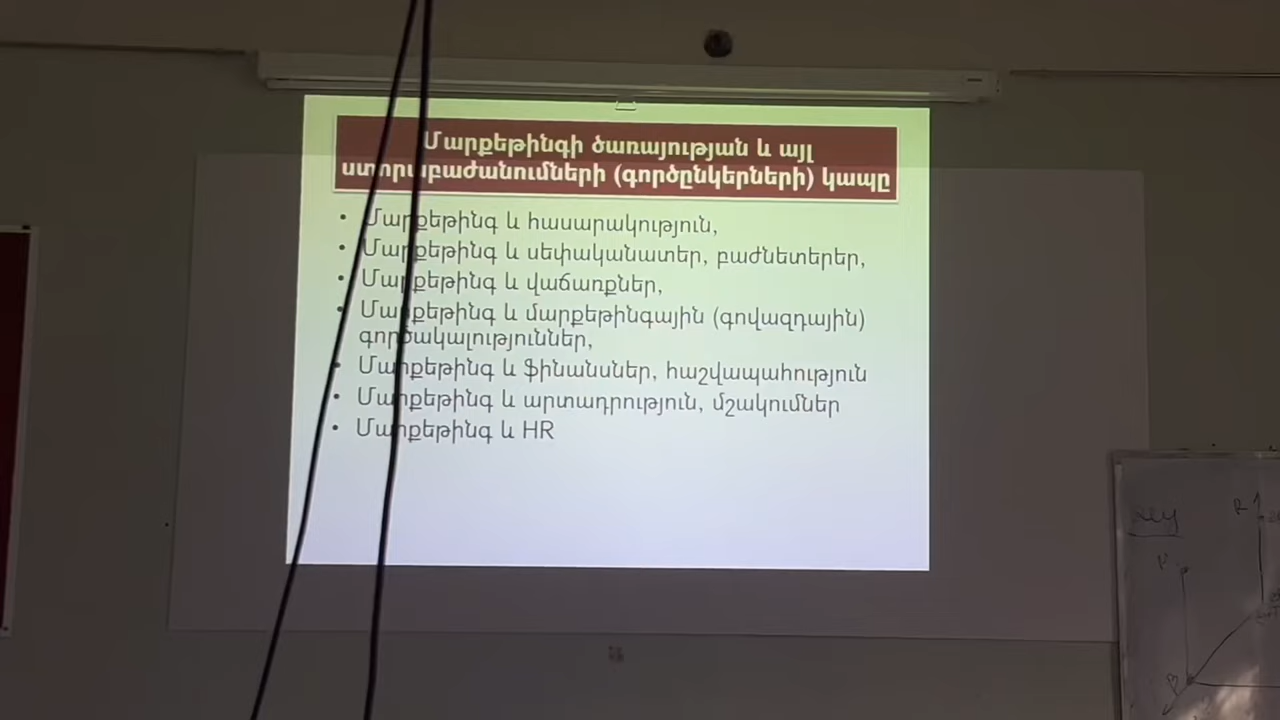 Մարքեթինգի ծառայության և այլ
ստորաբաժանումների (գործընկերների) կապը
• Մարքեթինգ և հասարակություն,
• Մարքեթինգ և սեփականատեր, բաժնետերեր,
• Մարքեթինգ և վաճառքներ,
• Մարքեթինգ և մարքեթինգային (գովազդային)
գործակալություններ,
• Մարքեթինգ և ֆինանսներ, հաշվապահություն
• Մարքեթինգ և արտադրություն, մշակումներ
• Մարքեթինգ և HR